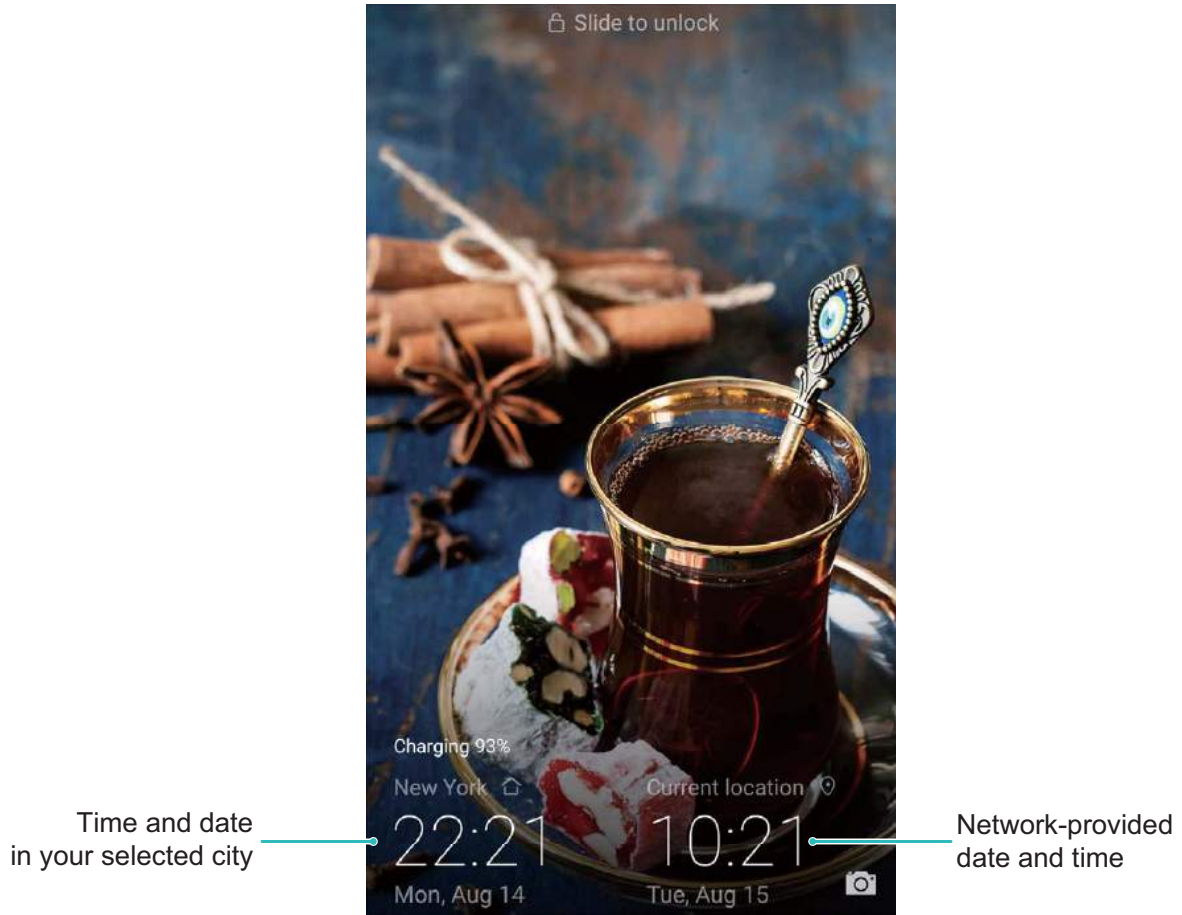 Slide to unlock
Charging 93%
New York
Current location
22:21
10:21
Mon, Aug 14
Tue, Aug 15
Time and date
in your selected city
Network-provided
date and time